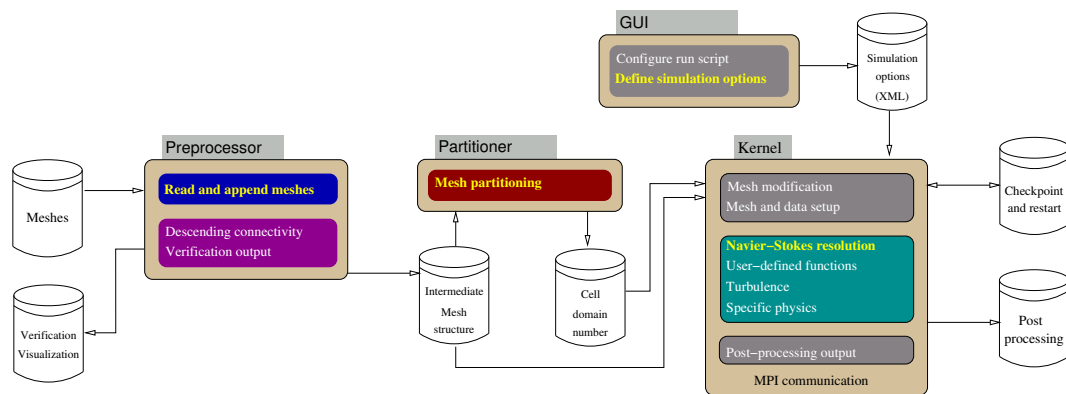 GUI
Configure run script
Define simulation options
Simulation
options
(XML)
Preprocessor
Read and append meshes
Descending connectivity
Verification output
Meshes
Verification
Visualization
Partitioner
Mesh partitioning
Intermediate
Mesh
structure
Cell
domain
number
Kernel
Mesh modification
Mesh and data setup
Navier−Stokes resolution
User−defined functions
Turbulence
Specific physics
Post−processing output
MPI communication
Checkpoint
and restart
Post
processing